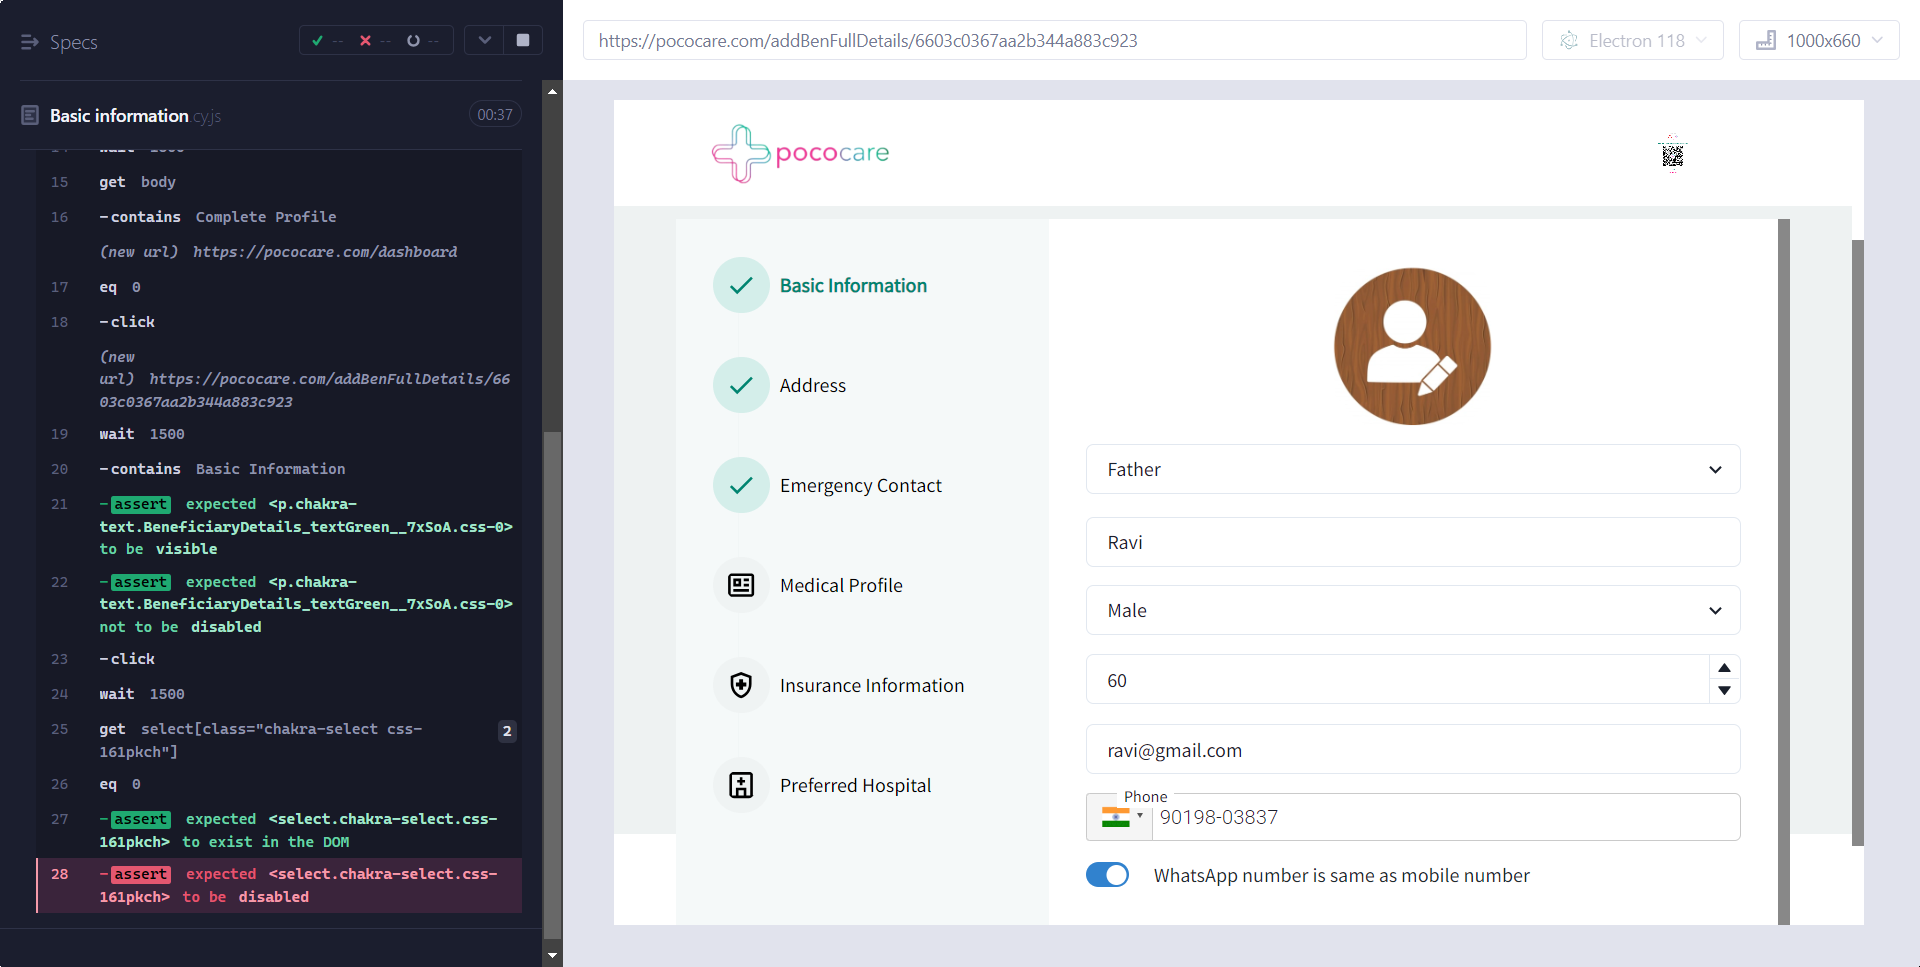 Specs
-- -- --
Basic information.cy.js
00:37
15 get body
16 -contains Complete Profile
(new url) https://pococare.com/dashboard
17 eq 0
18 -click
(new
url) https://pococare.com/addBenFullDetails/66
03c0367aa2b344a883c923
19 wait 1500
20 -contains Basic Information
21 -assert expected <p.chakra-
text.BeneficiaryDetails_textGreen__7xSoA.css-0>
to be visible
22 -assert expected <p.chakra-
text.BeneficiaryDetails_textGreen__7xSoA.css-0>
not to be disabled
23 -click
24 wait 1500
25 get select[class="chakra-select css-
161pkch"]
2
26 eq 0
27 -assert expected <select.chakra-select.css-
161pkch> to exist in the DOM
28 -assert expected <select.chakra-select.css-
161pkch> to be disabled
https://pococare.com/addBenFullDetails/6603c0367aa2b344a883c923
Electron 118
1000x660
pococare
Basic Information
Address
Emergency Contact
Medical Profile
Insurance Information
Preferred Hospital
Father
Ravi
Male
60
ravi@gmail.com
Phone
90198-03837
WhatsApp number is same as mobile number